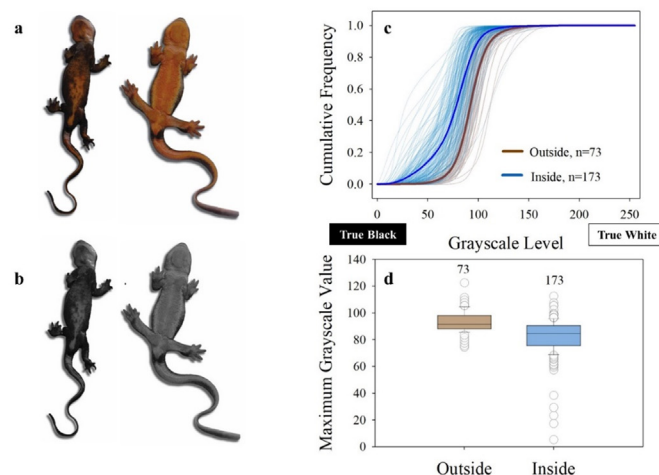 a
b
c
Cumulative Frequency
1.0
0.8
0.6
0.4
0.2
0.0
Outside, n=73
Inside, n=173
0 50 100 150 200 250
True Black
Grayscale Level
True White
d
Maximum Grayscale Value
140
120
100
80
60
40
20
0
73
173
Outside Inside